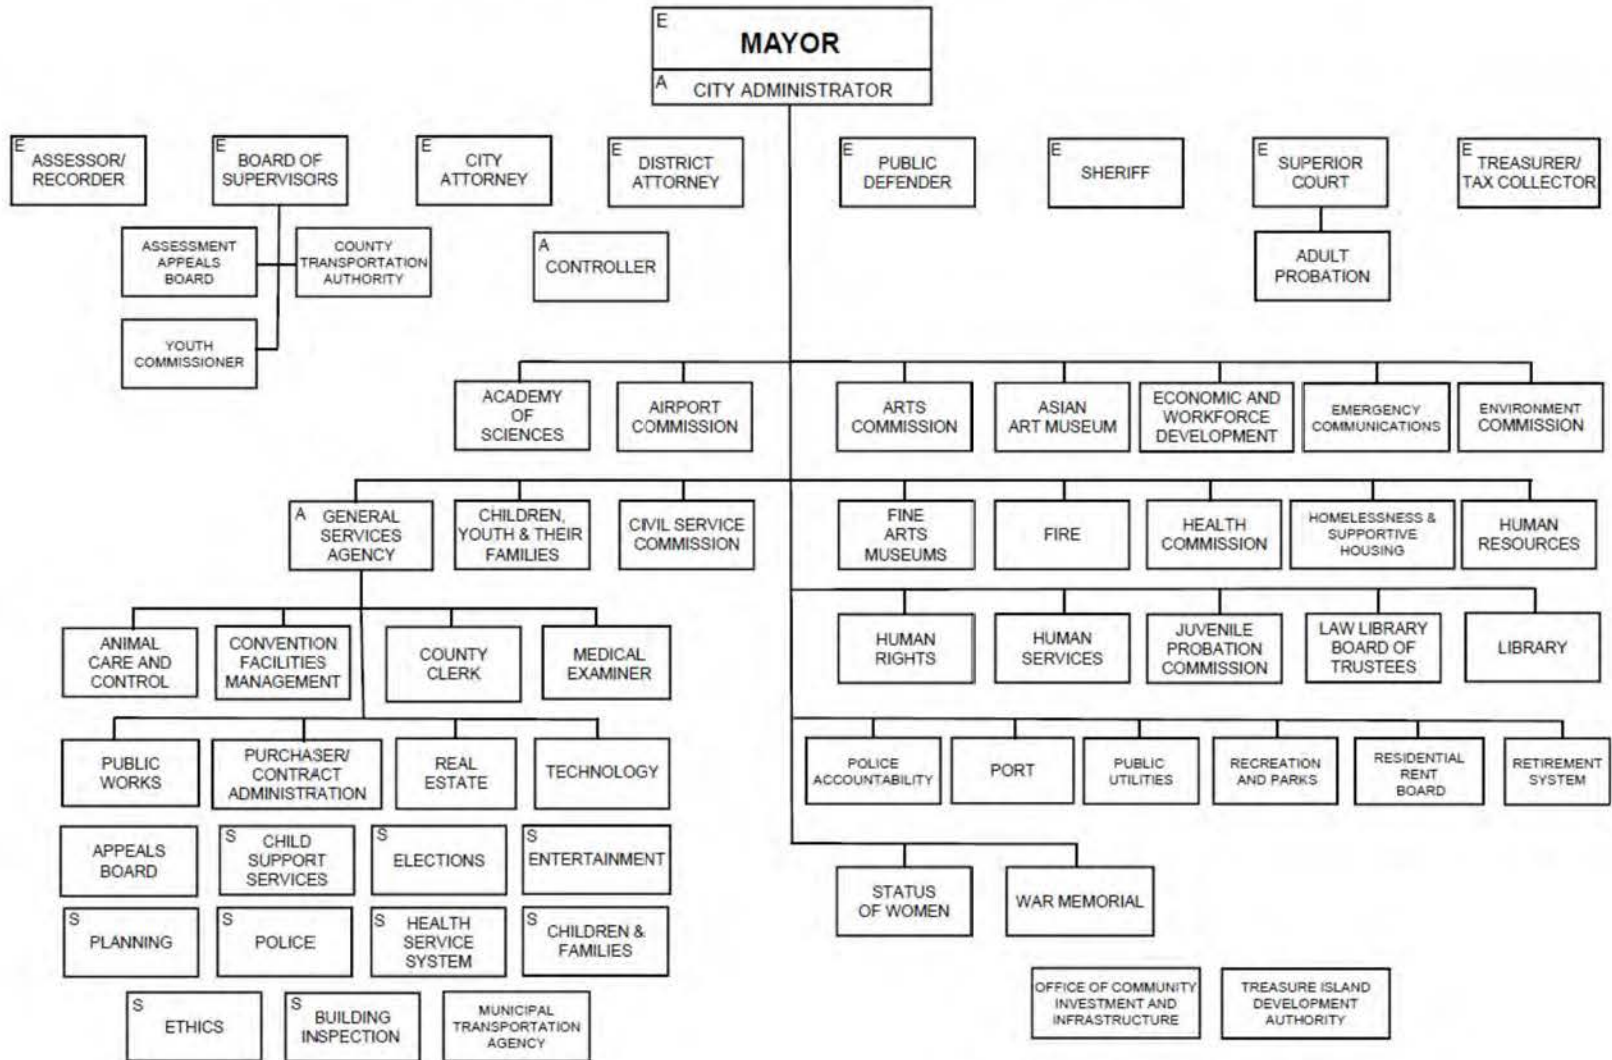 E
MAYOR
A
CITY ADMINISTRATOR
E
ASSESSOR/
RECORDER
E
BOARD OF
SUPERVISORS
E
CITY
ATTORNEY
E
DISTRICT
ATTORNEY
E
PUBLIC
DEFENDER
E
SHERIFF
E
SUPERIOR
COURT
E
TREASURER/
TAX COLLECTOR
ASSESSMENT
APPEALS
BOARD
COUNTY
TRANSPORTATION
AUTHORITY
A
CONTROLLER
ADULT
PROBATION
YOUTH
COMMISSIONER
ACADEMY
OF
SCIENCES
AIRPORT
COMMISSION
ARTS
COMMISSION
ASIAN
ART MUSEUM
ECONOMIC AND
WORKFORCE
DEVELOPMENT
EMERGENCY
COMMUNICATIONS
ENVIRONMENT
COMMISSION
A
GENERAL
SERVICES
AGENCY
CHILDREN,
YOUTH & THEIR
FAMILIES
CIVIL SERVICE
COMMISSION
FINE
ARTS
MUSEUMS
FIRE
HEALTH
COMMISSION
HOMELESSNESS &
SUPPORTIVE
HOUSING
HUMAN
RESOURCES
ANIMAL
CARE AND
CONTROL
CONVENTION
FACILITIES
MANAGEMENT
COUNTY
CLERK
MEDICAL
EXAMINER
HUMAN
RIGHTS
HUMAN
SERVICES
JUVENILE
PROBATION
COMMISSION
LAW LIBRARY
BOARD OF
TRUSTEES
LIBRARY
PUBLIC
WORKS
PURCHASER/
CONTRACT
ADMINISTRATION
REAL
ESTATE
TECHNOLOGY
POLICE
ACCOUNTABILITY
PORT
PUBLIC
UTILITIES
RECREATION
AND PARKS
RESIDENTIAL
RENT
BOARD
RETIREMENT
SYSTEM
APPEALS
BOARD
S
CHILD
SUPPORT
SERVICES
S
ELECTIONS
S
ENTERTAINMENT
STATUS
OF WOMEN
WAR MEMORIAL
S
PLANNING
S
POLICE
S
HEALTH
SERVICE
SYSTEM
S
CHILDREN &
FAMILIES
S
ETHICS
S
BUILDING
INSPECTION
MUNICIPAL
TRANSPORTATION
AGENCY
OFFICE OF COMMUNITY
INVESTMENT AND
INFRASTRUCTURE
TREASURE ISLAND
DEVELOPMENT
AUTHORITY